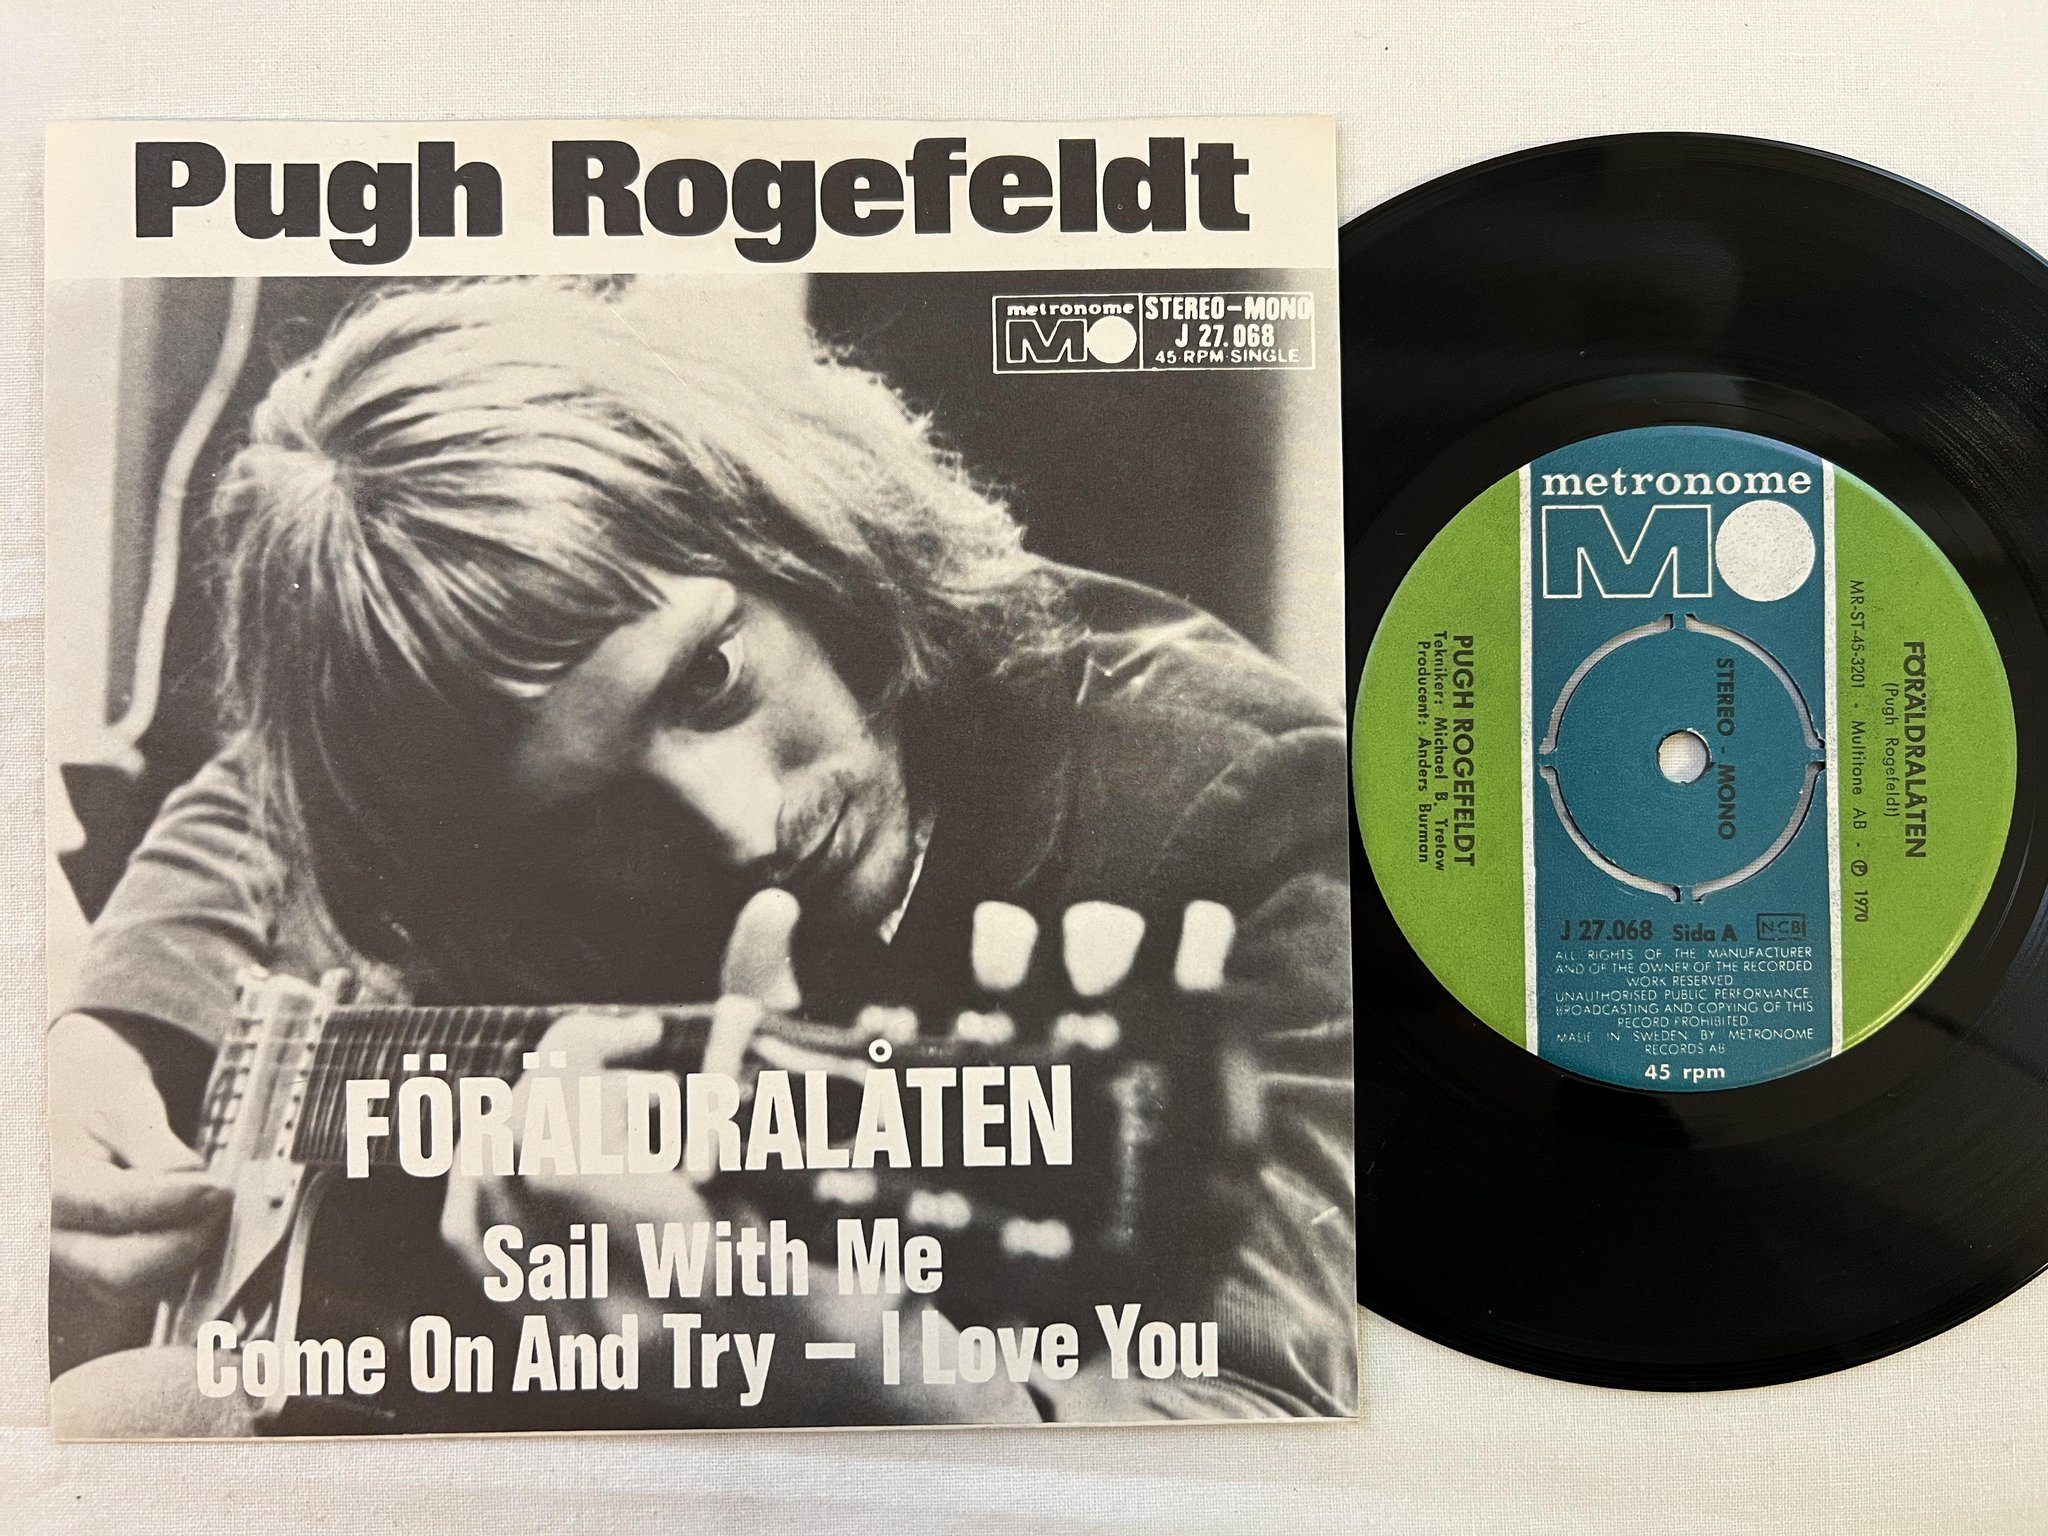 Pugh Rogefeldt
metronome
MO
STEREO-MONO
J 27.068
45·RPM·SINGLE
FÖRÄLDRALÅTEN
Sail With Me
Come On And Try – I Love You
metronome
MO
STEREO - MONO
PUGH ROGEFELDT
Tekniker: Michael B. Tretow
Producent: Anders Burman
FÖRÄLDRALÅTEN
(Pugh Rogefeldt)
MR-ST-45-3201 • Multitone AB - ℗ 1970
J 27.068 Sida A NCB
ALL RIGHTS OF THE MANUFACTURER
AND OF THE OWNER OF THE RECORDED
WORK RESERVED
UNAUTHORISED PUBLIC PERFORMANCE,
BROADCASTING AND COPYING OF THIS
RECORD PROHIBITED
MADE IN SWEDEN BY METRONOME
RECORDS AB
45 rpm